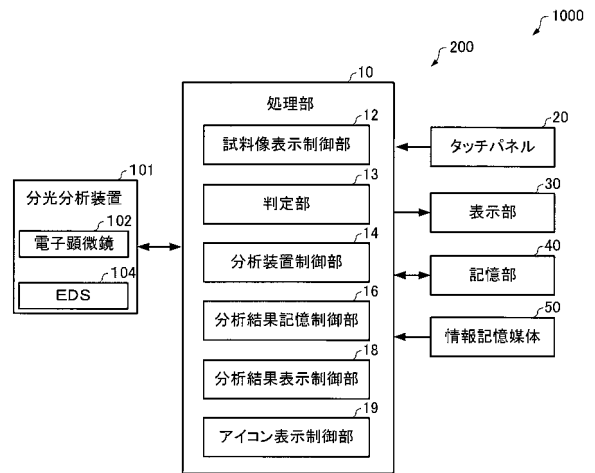 1000
200
10
処理部
12
試料像表示制御部
13
判定部
14
分析装置制御部
16
分析結果記憶制御部
18
分析結果表示制御部
19
アイコン表示制御部
101
分光分析装置
102
電子顕微鏡
104
EDS
20
タッチパネル
30
表示部
40
記憶部
50
情報記憶媒体